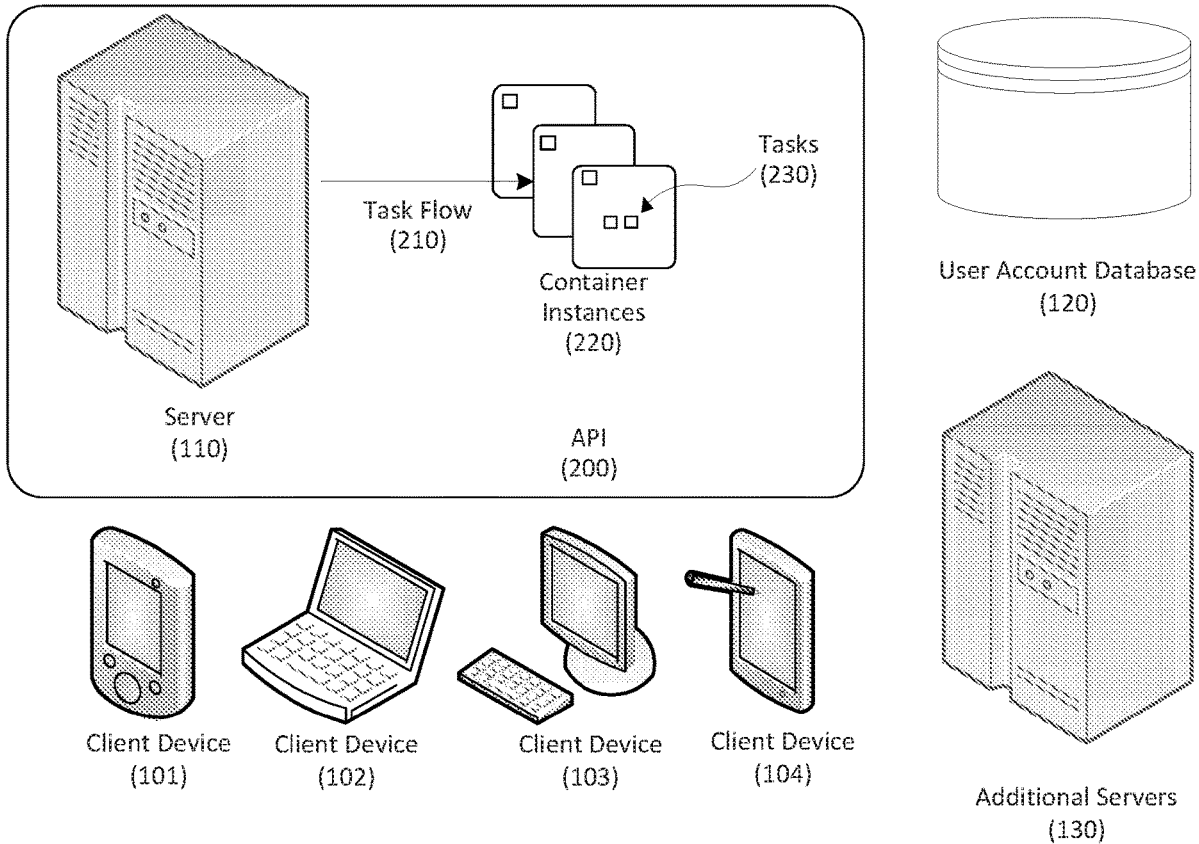 Tasks
(230)
Task Flow
(210)
Container
Instances
(220)
User Account Database
(120)
Server
(110)
API
(200)
Client Device
(101)
Client Device
(102)
Client Device
(103)
Client Device
(104)
Additional Servers
(130)